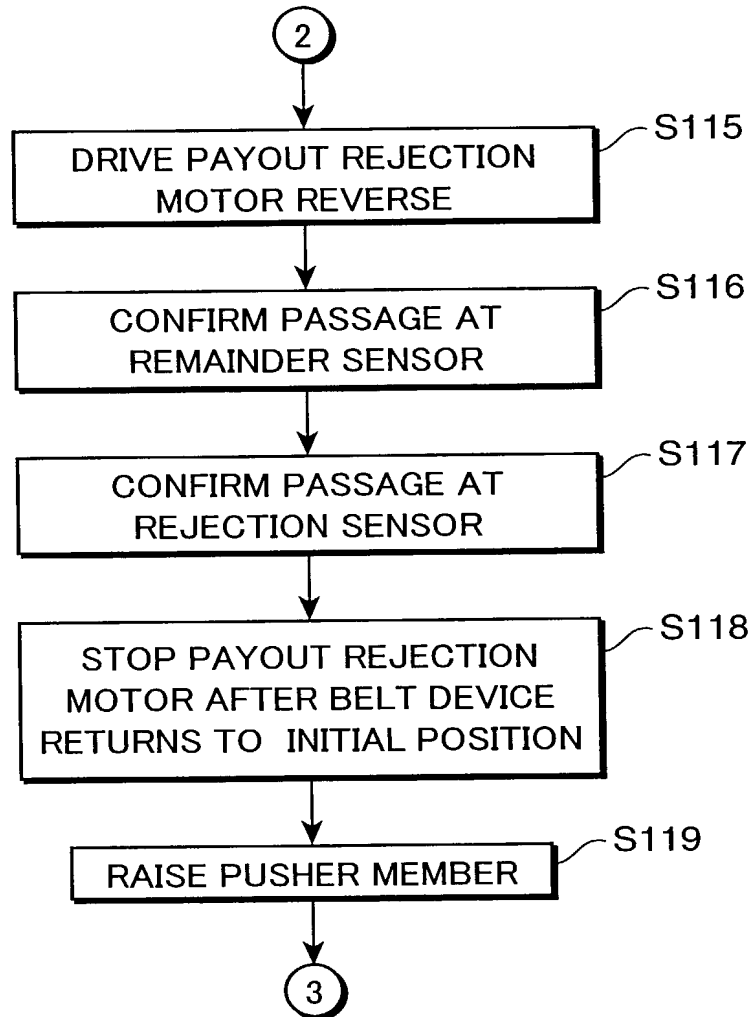 2
S115
DRIVE PAYOUT REJECTION
MOTOR REVERSE
S116
CONFIRM PASSAGE AT
REMAINDER SENSOR
S117
CONFIRM PASSAGE AT
REJECTION SENSOR
S118
STOP PAYOUT REJECTION
MOTOR AFTER BELT DEVICE
RETURNS TO INITIAL POSITION
S119
RAISE PUSHER MEMBER
3